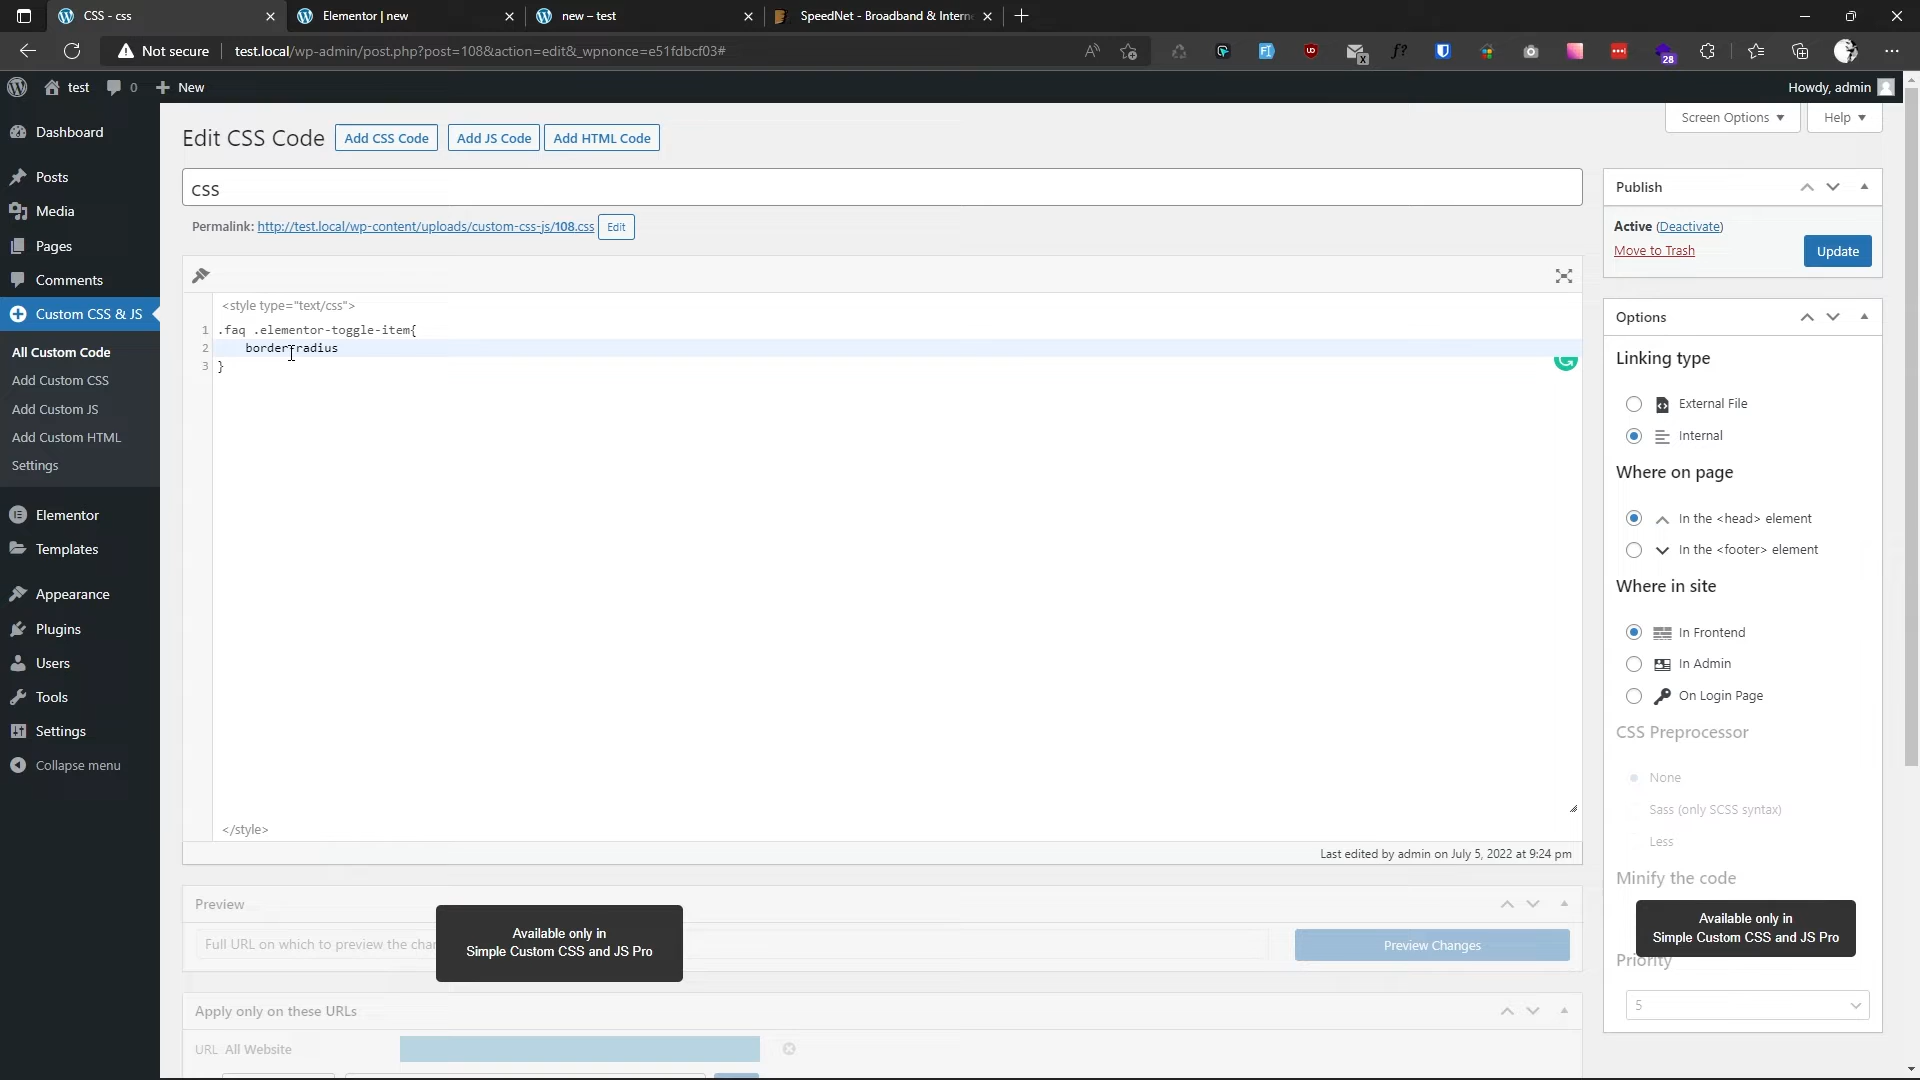 CSS - css
Elementor | new
new – test
SpeedNet - Broadband & Intern
Not secure
test.local/wp-admin/post.php?post=108&action=edit&_wpnonce=e51fdbcf03#
28
test
0
New
Howdy, admin
Dashboard
Posts
Media
Pages
Comments
Custom CSS & JS
All Custom Code
Add Custom CSS
Add Custom JS
Add Custom HTML
Settings
Elementor
Templates
Appearance
Plugins
Users
Tools
Settings
Collapse menu
Screen Options
Help
Edit CSS Code
Add CSS Code
Add JS Code
Add HTML Code
css
Permalink: http://test.local/wp-content/uploads/custom-css-js/108.css
Edit
<style type="text/css">
1 .faq .elementor-toggle-item{
2 border-radius
3 }
</style>
Last edited by admin on July 5, 2022 at 9:24 pm
Preview
Full URL on which to preview the char
Available only in
Simple Custom CSS and JS Pro
Preview Changes
Apply only on these URLs
URL
All Website
Publish
Active (Deactivate)
Move to Trash
Update
Options
Linking type
External File
Internal
Where on page
In the <head> element
In the <footer> element
Where in site
In Frontend
In Admin
On Login Page
CSS Preprocessor
None
Sass (only SCSS syntax)
Less
Minify the code
Available only in
Simple Custom CSS and JS Pro
Priority
5